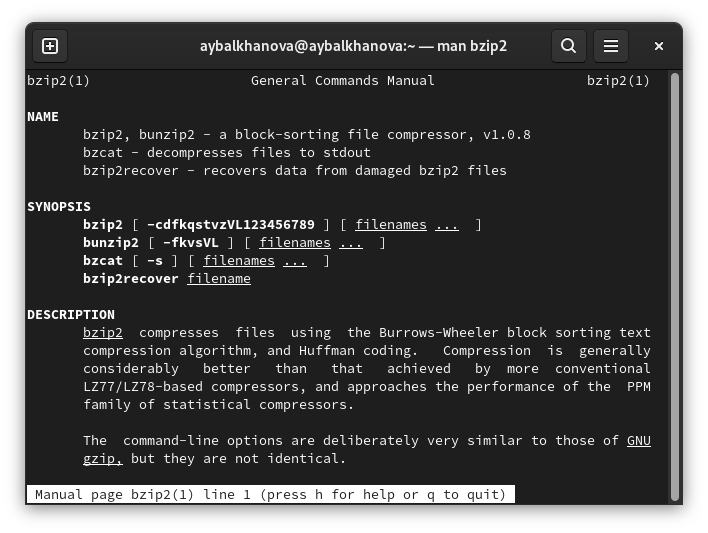 aybalkhanova@aybalkhanova:~ — man bzip2
bzip2(1) General Commands Manual bzip2(1)
NAME
bzip2, bunzip2 - a block-sorting file compressor, v1.0.8
bzcat - decompresses files to stdout
bzip2recover - recovers data from damaged bzip2 files
SYNOPSIS
bzip2 [ -cdfkqstvzVL123456789 ] [ filenames ... ]
bunzip2 [ -fkvsVL ] [ filenames ... ]
bzcat [ -s ] [ filenames ... ]
bzip2recover filename
DESCRIPTION
bzip2 compresses files using the Burrows-Wheeler block sorting text
compression algorithm, and Huffman coding. Compression is generally
considerably better than that achieved by more conventional
LZ77/LZ78-based compressors, and approaches the performance of the PPM
family of statistical compressors.
The command-line options are deliberately very similar to those of GNU
gzip, but they are not identical.
Manual page bzip2(1) line 1 (press h for help or q to quit)